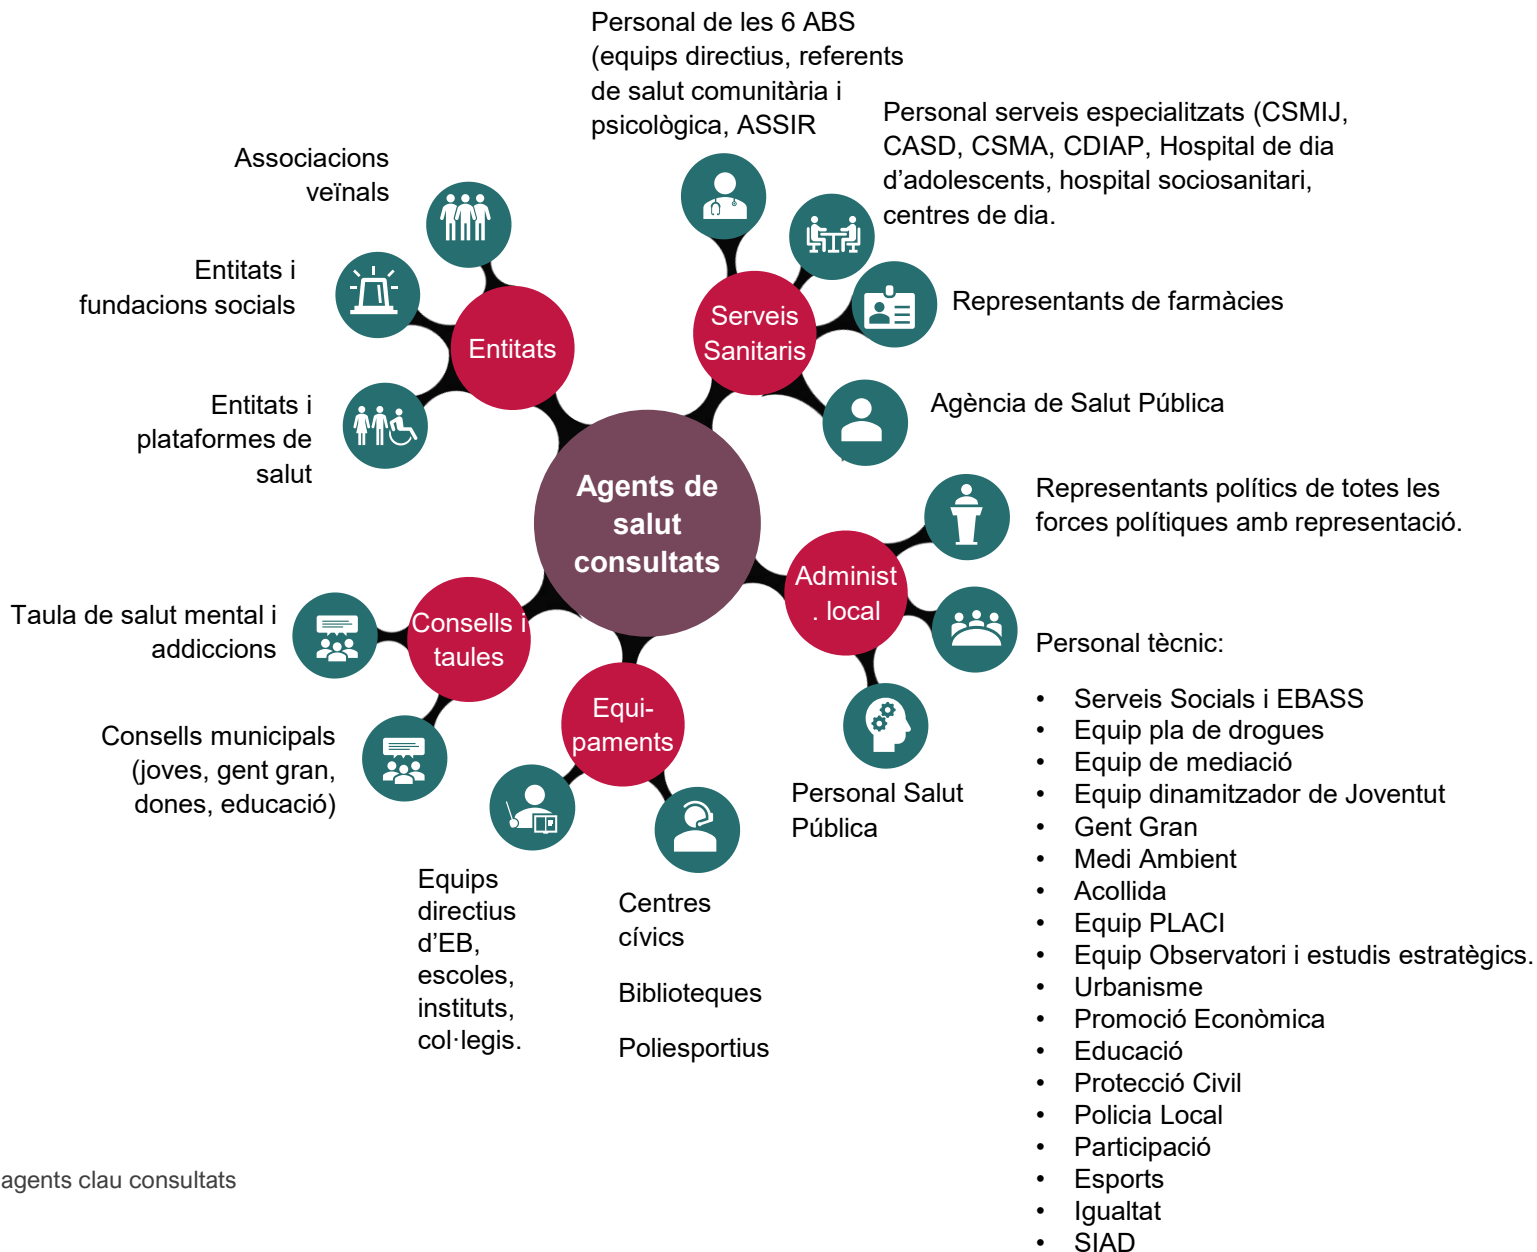 Personal de les 6 ABS
(equips directius, referents
de salut comunitària i
psicològica, ASSIR
Personal serveis especialitzats (CSMIJ,
CASD, CSMA, CDIAP, Hospital de dia
d’adolescents, hospital sociosanitari,
centres de dia.
Associacions
veïnals
Entitats i
fundacions socials
Entitats i
plataformes de
salut
Entitats
Serveis
Sanitaris
Representants de farmàcies
Agència de Salut Pública
Agents de
salut
consultats
Representants polítics de totes les
forces polítiques amb representació.
Administ
. local
Taula de salut mental i
addiccions
Consells i
taules
Consells municipals
(joves, gent gran,
dones, educació)
Equi-
paments
Personal Salut
Pública
Equips
directius
d’EB,
escoles,
instituts,
col·legis.
Centres
cívics
Biblioteques
Poliesportius
Personal tècnic:
• Serveis Socials i EBASS
• Equip pla de drogues
• Equip de mediació
• Equip dinamitzador de Joventut
• Gent Gran
• Medi Ambient
• Acollida
• Equip PLACI
• Equip Observatori i estudis estratègics.
• Urbanisme
• Promoció Econòmica
• Educació
• Protecció Civil
• Policia Local
• Participació
• Esports
• Igualtat
• SIAD
agents clau consultats